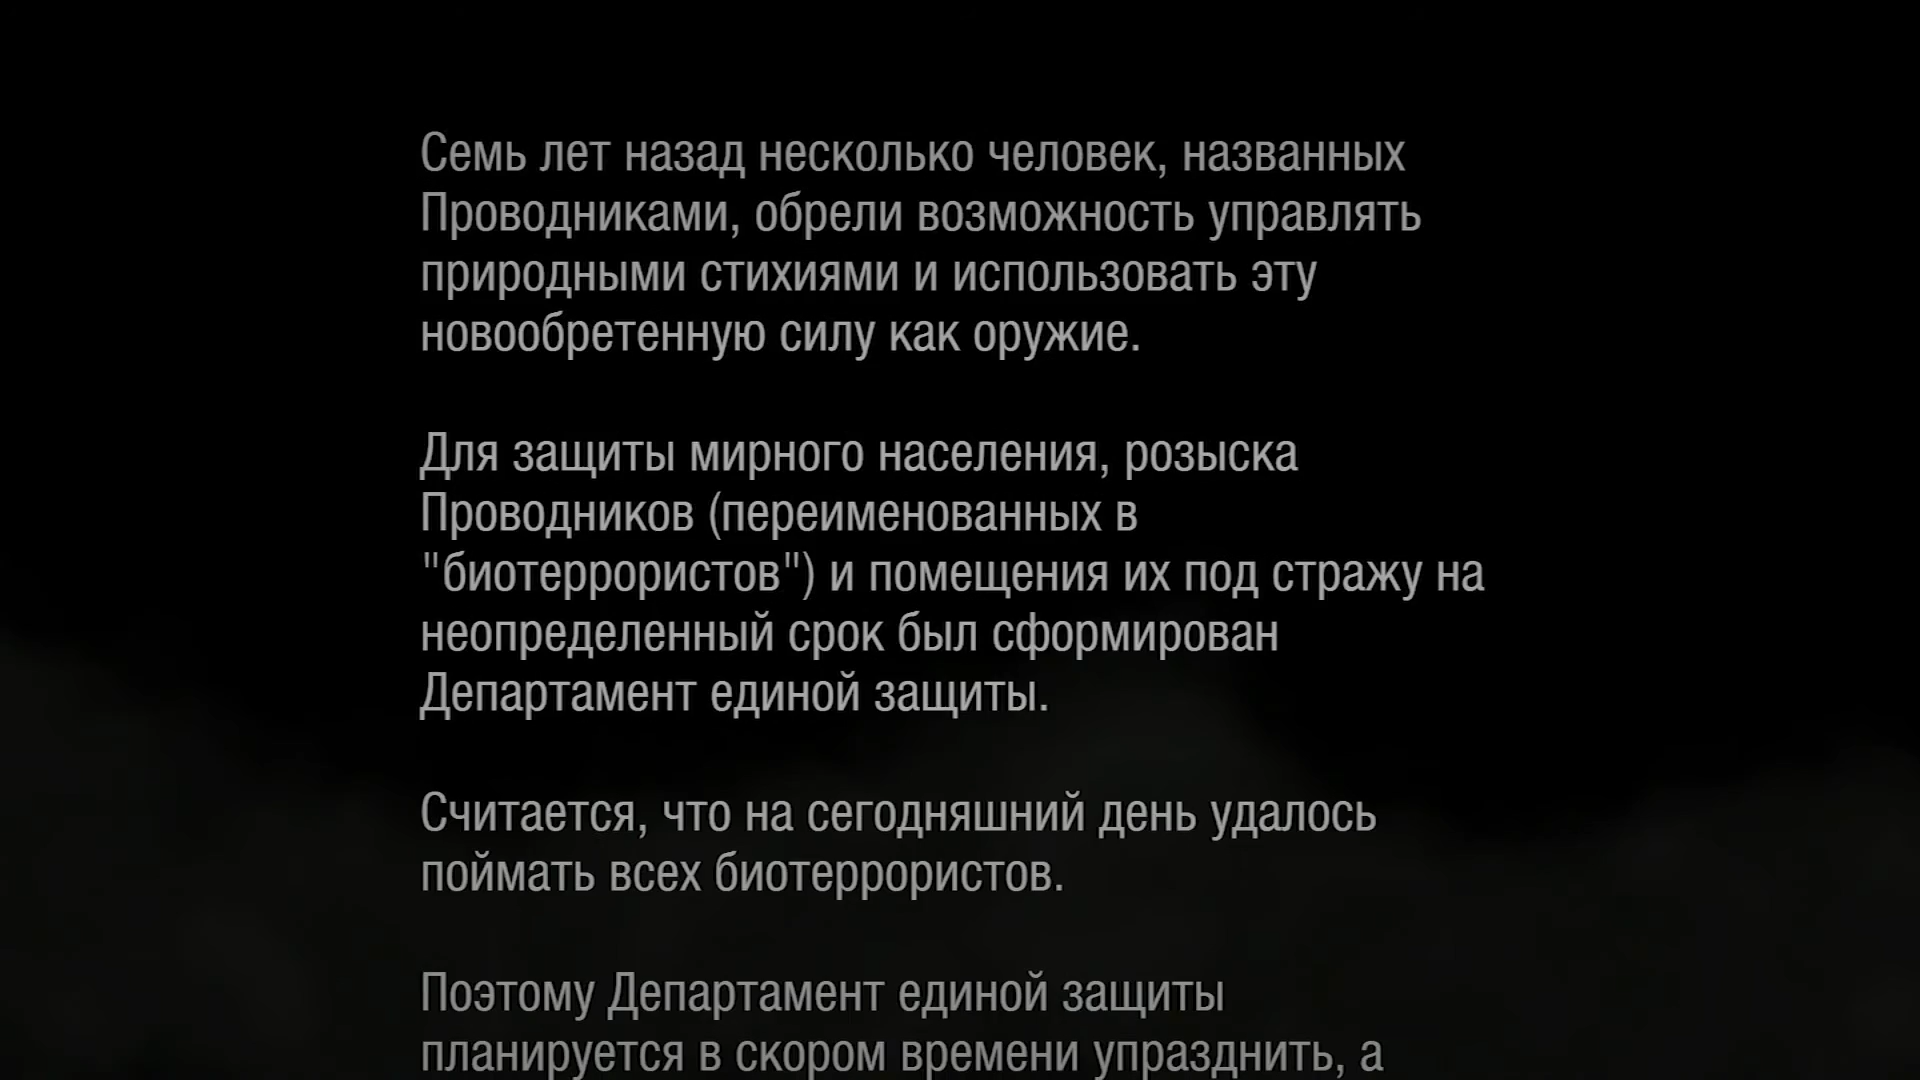 Семь лет назад несколько человек, названных
Проводниками, обрели возможность управлять
природными стихиями и использовать эту
новообретенную силу как оружие.
Для защиты мирного населения, розыска
Проводников (переименованных в
"биотеррористов") и помещения их под стражу на
неопределенный срок был сформирован
Департамент единой защиты.
Считается, что на сегодняшний день удалось
поймать всех биотеррористов.
Поэтому Департамент единой защиты
планируется в скором времени упразднить, а